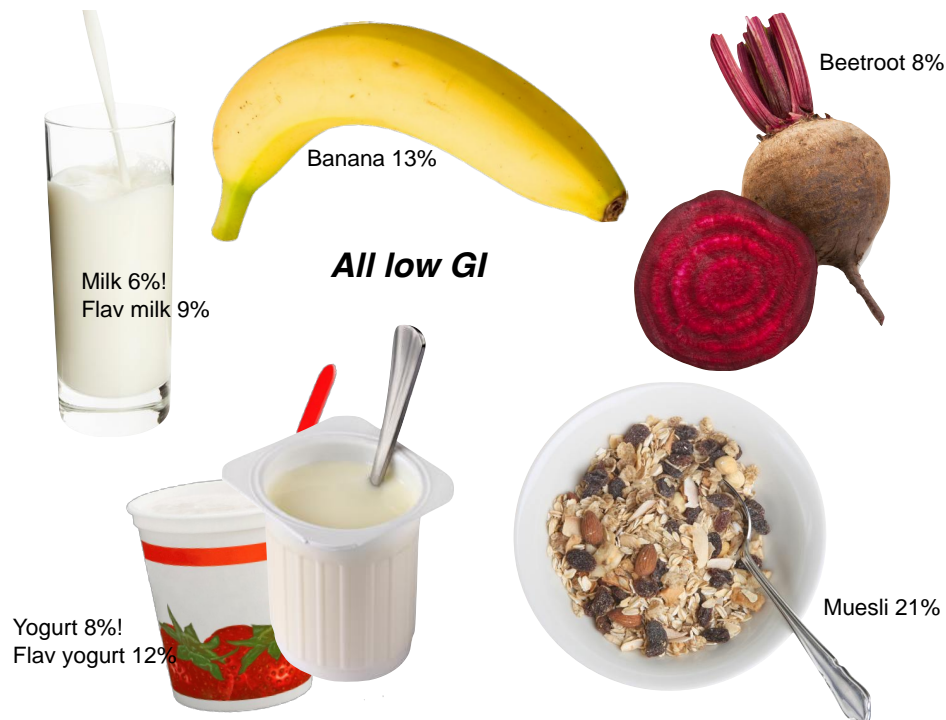 Beetroot 8%
Banana 13%
All low GI
Milk 6%!
Flav milk 9%
Muesli 21%
Yogurt 8%!
Flav yogurt 12%